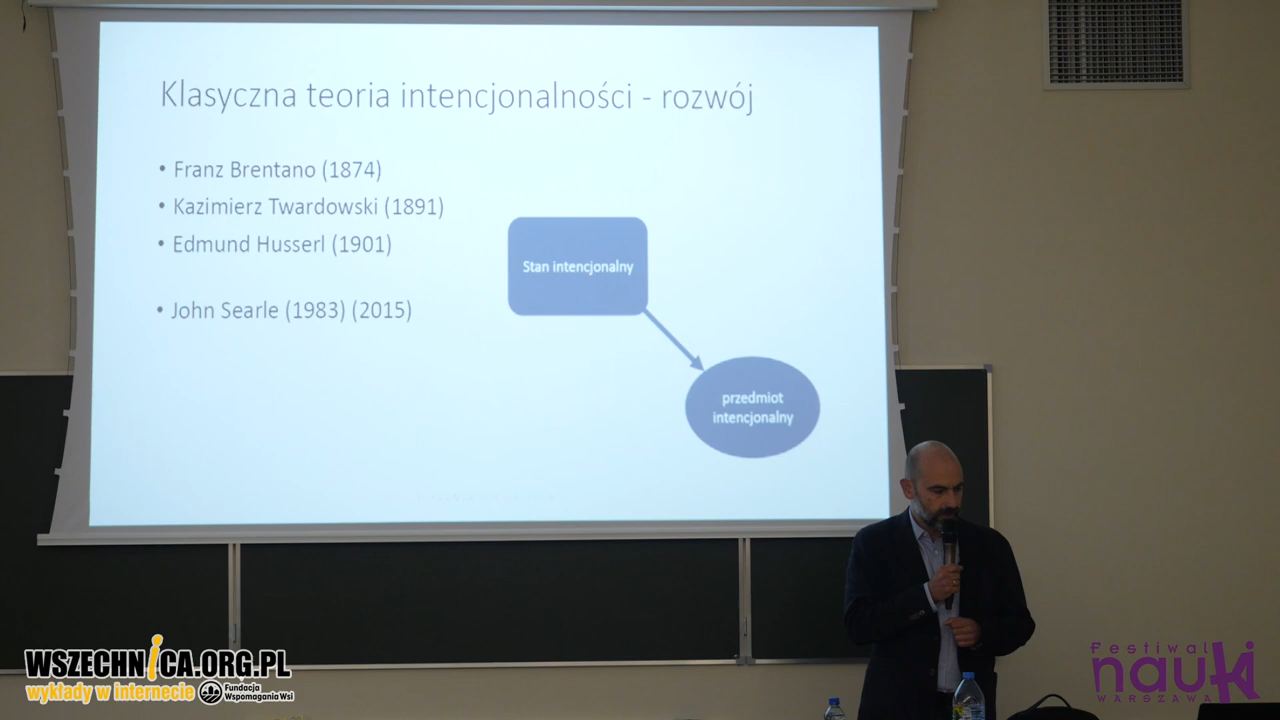 Klasyczna teoria intencjonalności - rozwój
• Franz Brentano (1874)
• Kazimierz Twardowski (1891)
• Edmund Husserl (1901)
• John Searle (1983) (2015)
Stan intencjonalny
przedmiot
intencjonalny
WSZECHNICA.ORG.PL
wykłady w internecie
Fundacja
Wspomagania Wsi
Festiwal
nauki
WARSZAWA